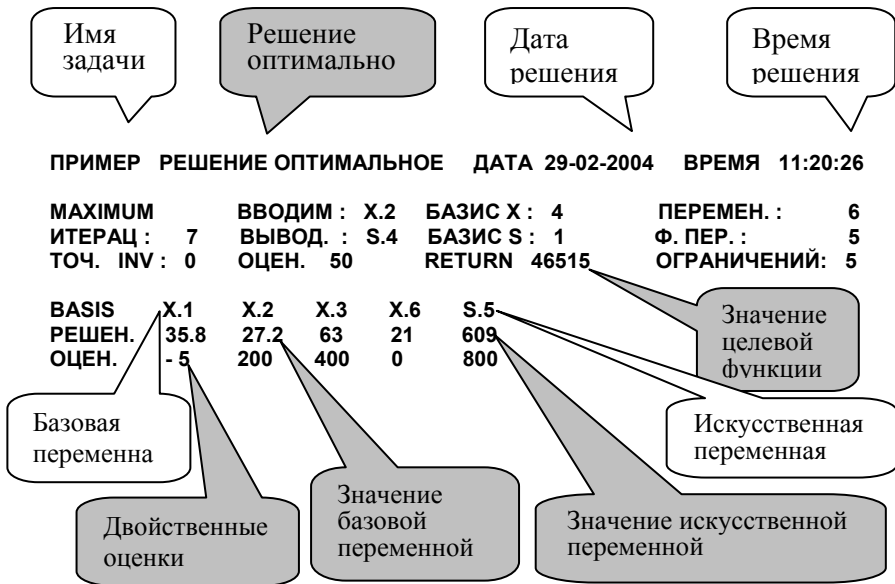 Имя
задачи
Решение
оптимально
Дата
решения
Время
решения
ПРИМЕР РЕШЕНИЕ ОПТИМАЛЬНОЕ ДАТА 29-02-2004 ВРЕМЯ 11:20:26
MAXIMUM ВВОДИМ : X.2 БАЗИС X : 4 ПЕРЕМЕН. : 6
ИТЕРАЦ : 7 ВЫВОД. : S.4 БАЗИС S : 1 Ф. ПЕР. : 5
ТОЧ. INV : 0 ОЦЕН. 50 RETURN 46515 ОГРАНИЧЕНИЙ: 5
BASIS X.1 X.2 X.3 X.6 S.5
РЕШЕН. 35.8 27.2 63 21 609
ОЦЕН. - 5 200 400 0 800
Значение
целевой
функции
Базовая
переменна
Искусственная
переменная
Двойственные
оценки
Значение
базовой
переменной
Значение искусственной
переменной